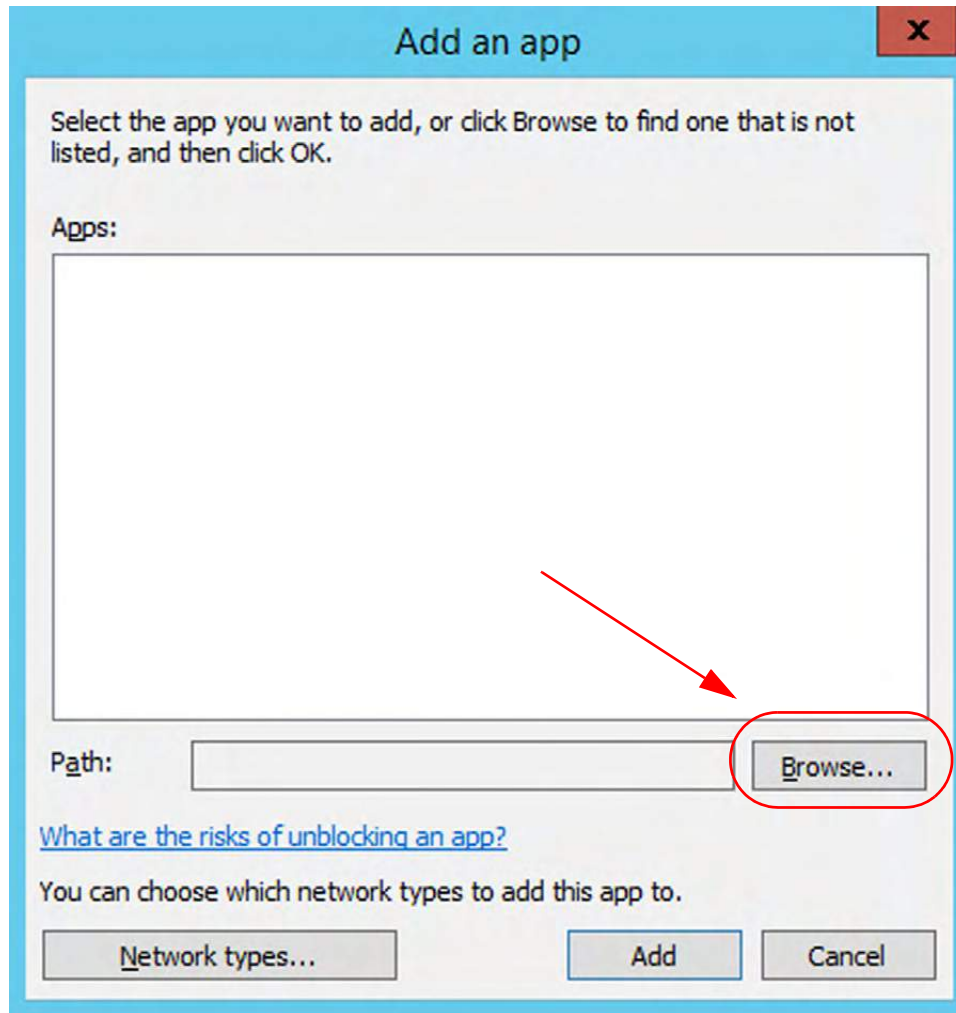 Add an app
x
Select the app you want to add, or click Browse to find one that is not
listed, and then click OK.
Apps:
Path:
Browse...
What are the risks of unblocking an app?
You can choose which network types to add this app to.
Network types...
Add
Cancel